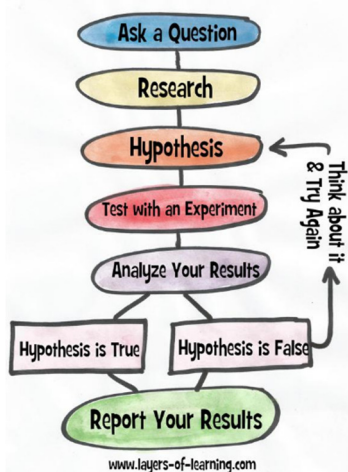 Ask a Question
Research
Hypothesis
Think about it
& Try Again
Test with an Experiment
Analyze Your Results
Hypothesis is True
Hypothesis is False
Report Your Results
www.layers-of-learning.com